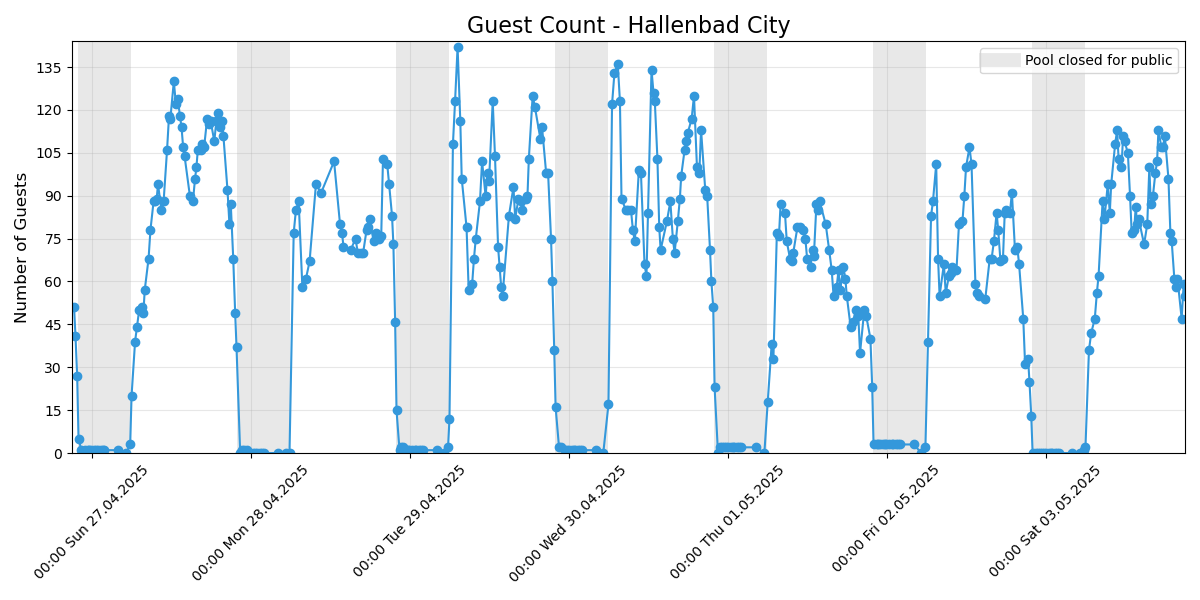 Guest Count - Hallenbad City
Pool closed for public
Number of Guests
135
120
105
90
75
60
45
30
15
0
00:00 Sun 27.04.2025
00:00 Mon 28.04.2025
00:00 Tue 29.04.2025
00:00 Wed 30.04.2025
00:00 Thu 01.05.2025
00:00 Fri 02.05.2025
00:00 Sat 03.05.2025